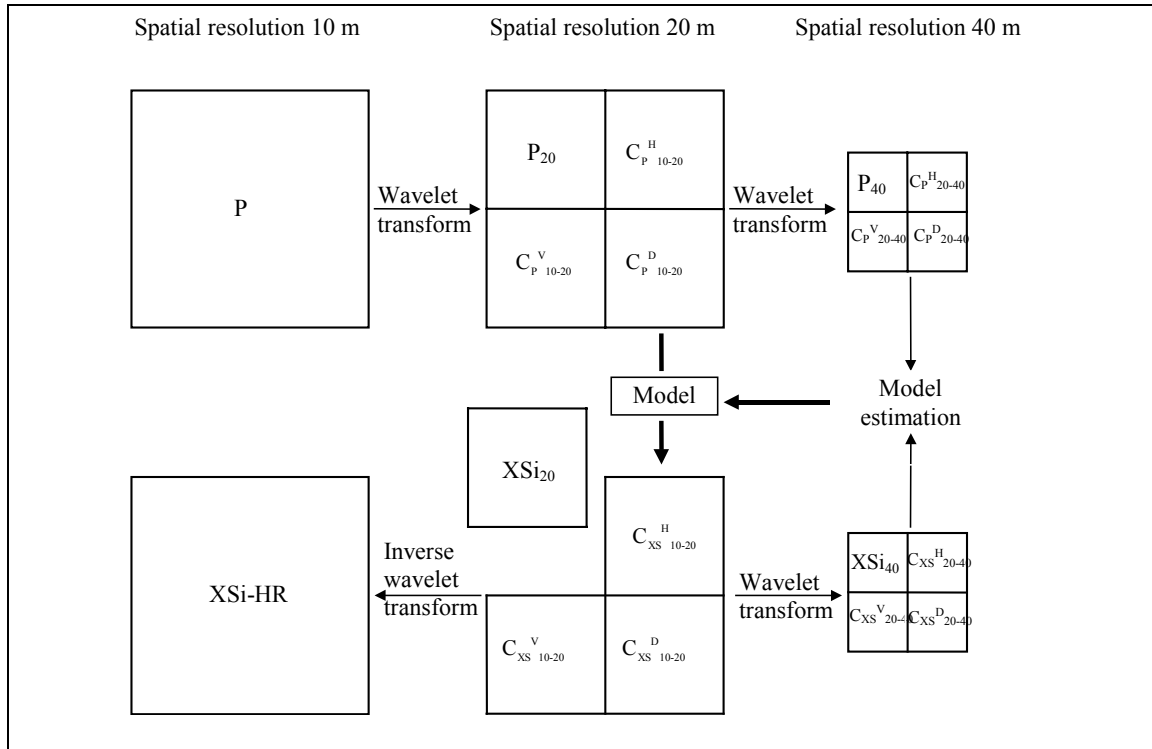 Spatial resolution 10 m
Spatial resolution 20 m
Spatial resolution 40 m
P
Wavelet
transform
P20
CP H 10-20
CP V 10-20
CP D 10-20
Wavelet
transform
P40
CP H 20-40
CP V 20-40
CP D 20-40
Model
Model
estimation
XSi20
XSi-HR
Inverse
wavelet
transform
CXS H 10-20
CXS V 10-20
CXS D 10-20
Wavelet
transform
XSi40
CXS H 20-40
CXS V 20-40
CXS D 20-40